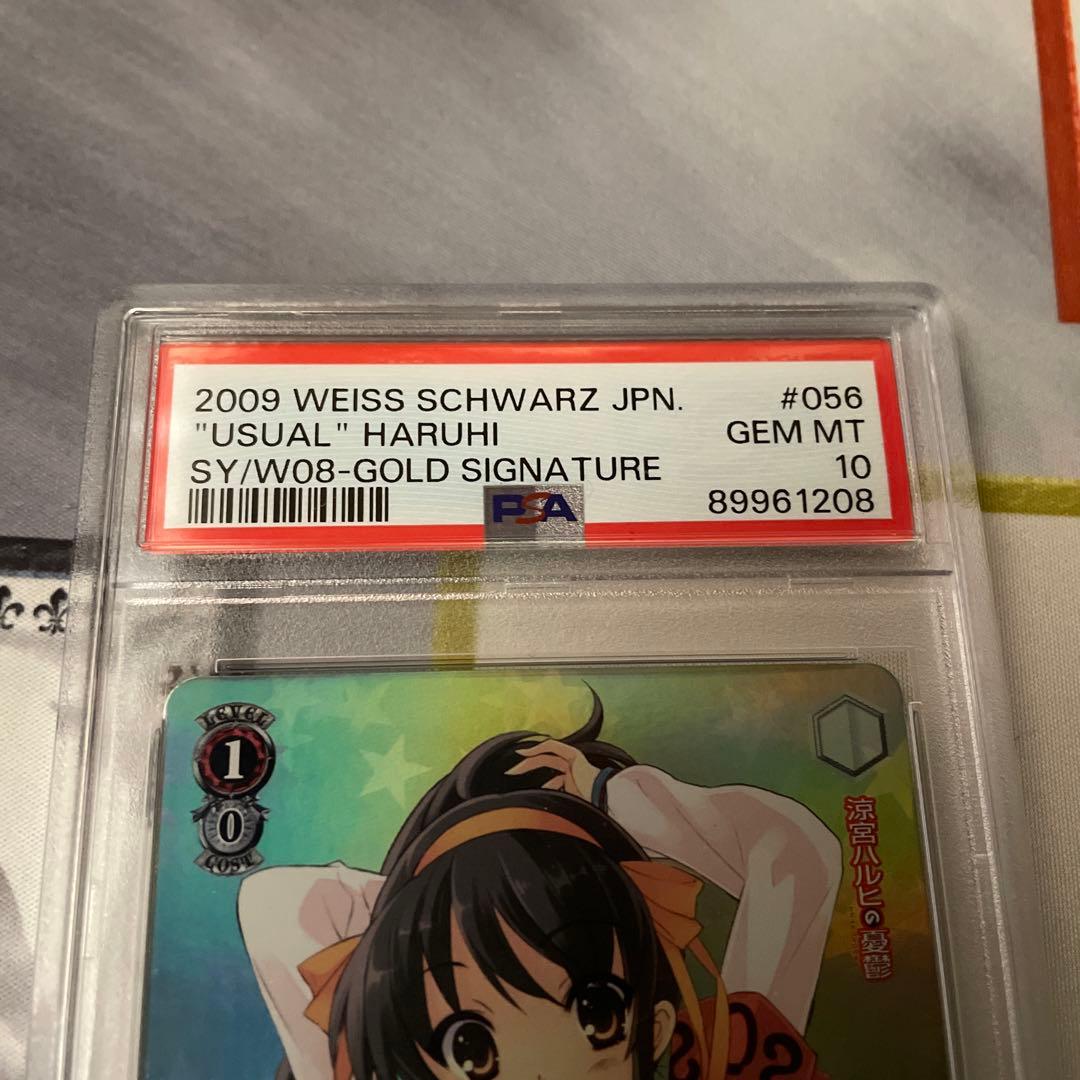 2009 WEISS SCHWARZ JPN. #056
"USUAL" HARUHI GEM MT
SY/W08-GOLD SIGNATURE 10
PSA 89961208
LEVEL
1
0
COST
涼宮ハルヒの憂鬱
SOS